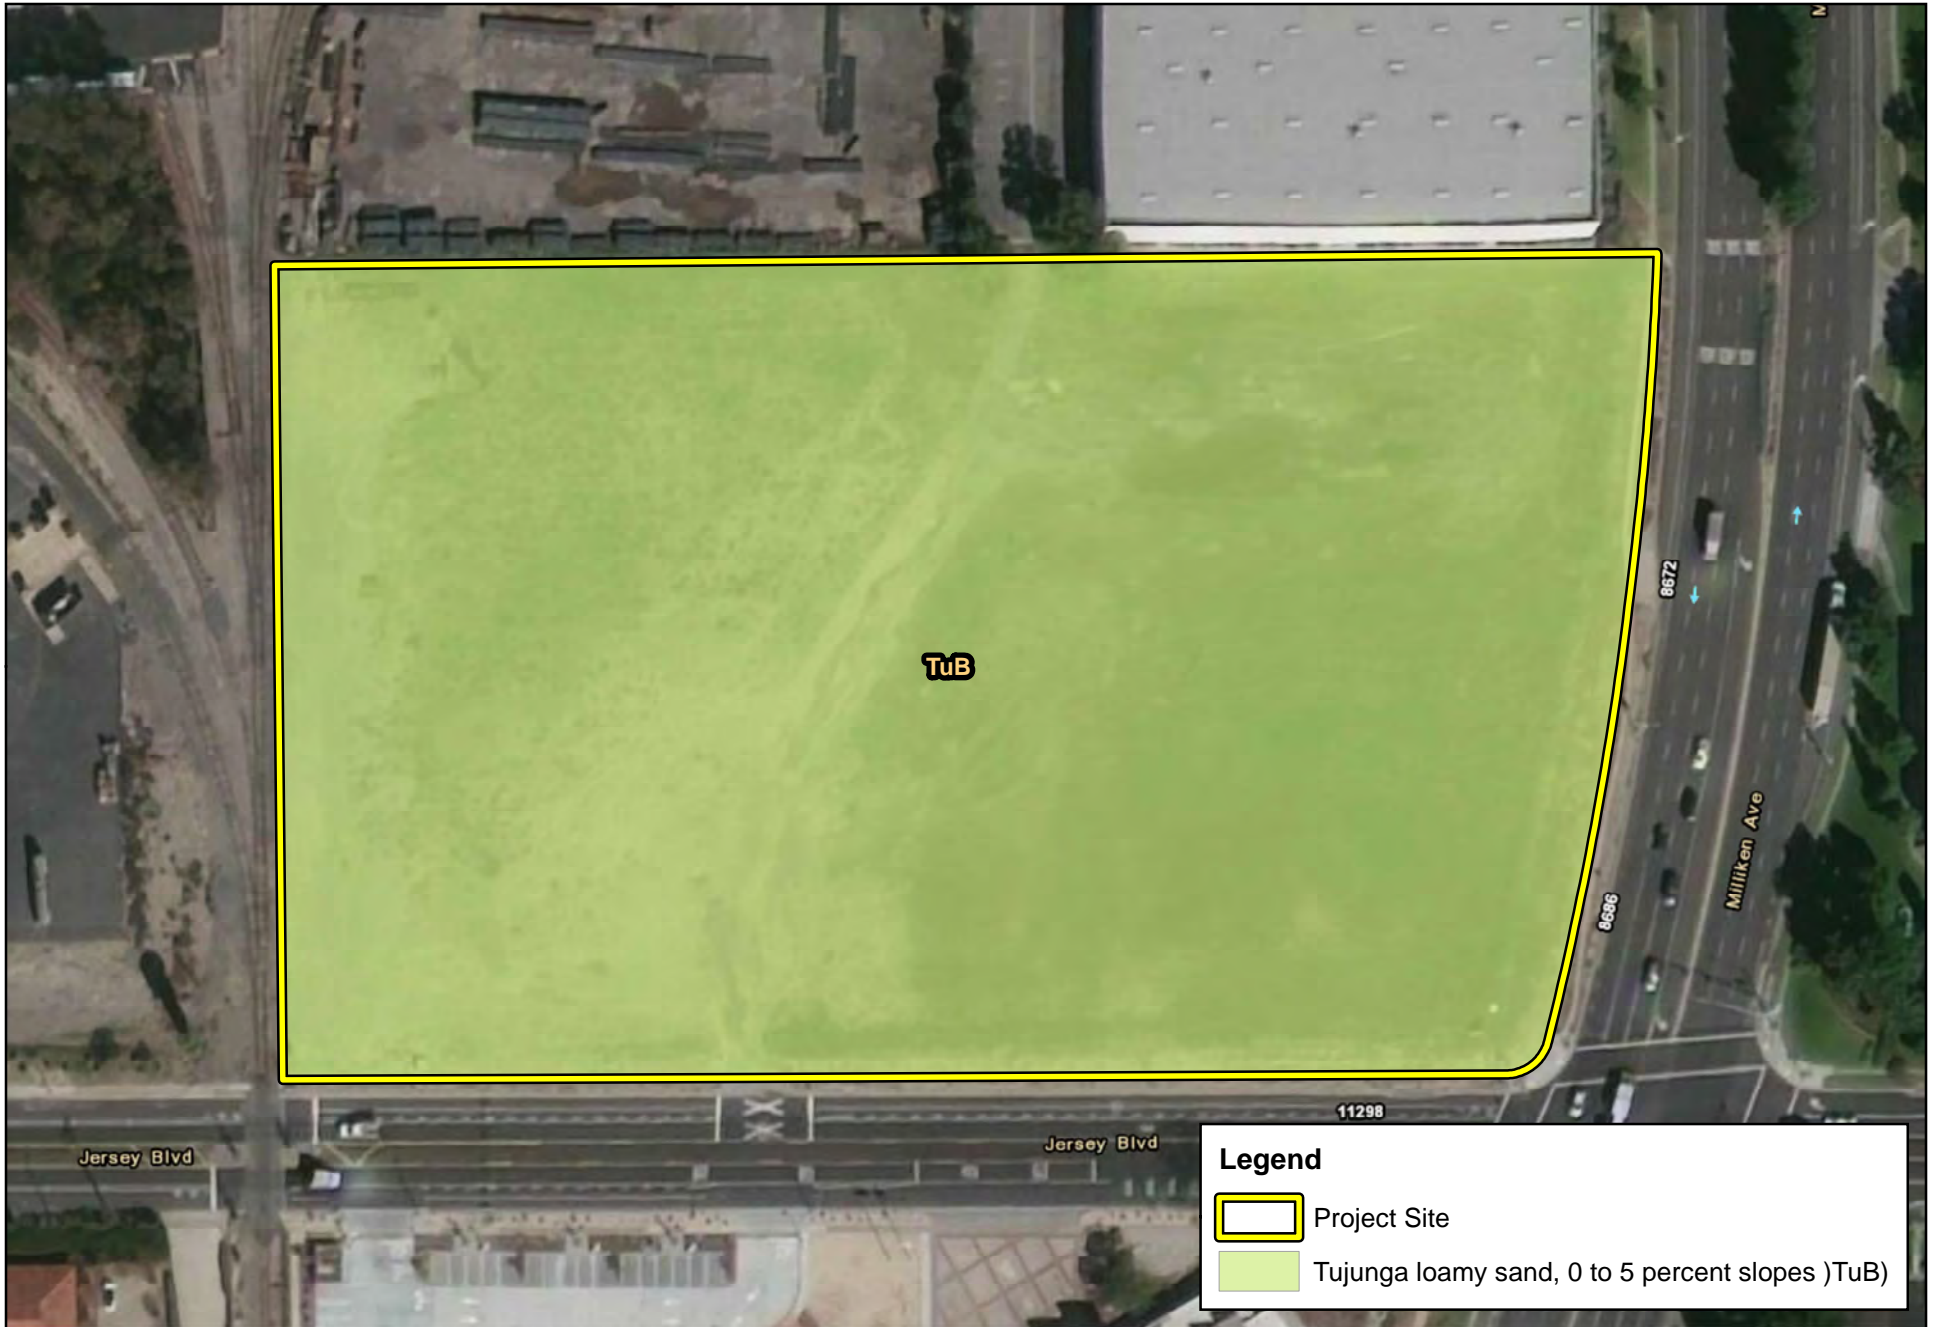 M
TuB
8672
Milliken Ave
8686
11298
Jersey Blvd
Jersey Blvd
Legend
Project Site
Tujunga loamy sand, 0 to 5 percent slopes )TuB)